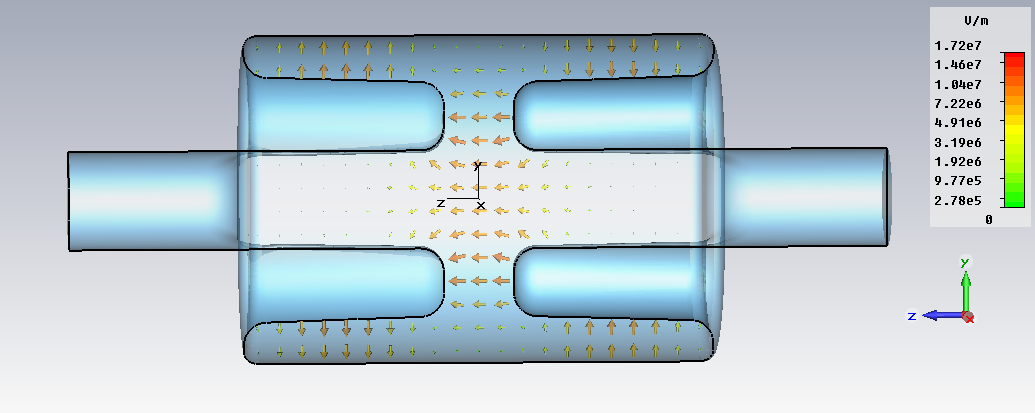 V/m
1.72e7
1.46e7
1.04e7
7.22e6
4.91e6
3.19e6
1.92e6
9.77e5
2.78e5
0
y
z
x
y
z
x